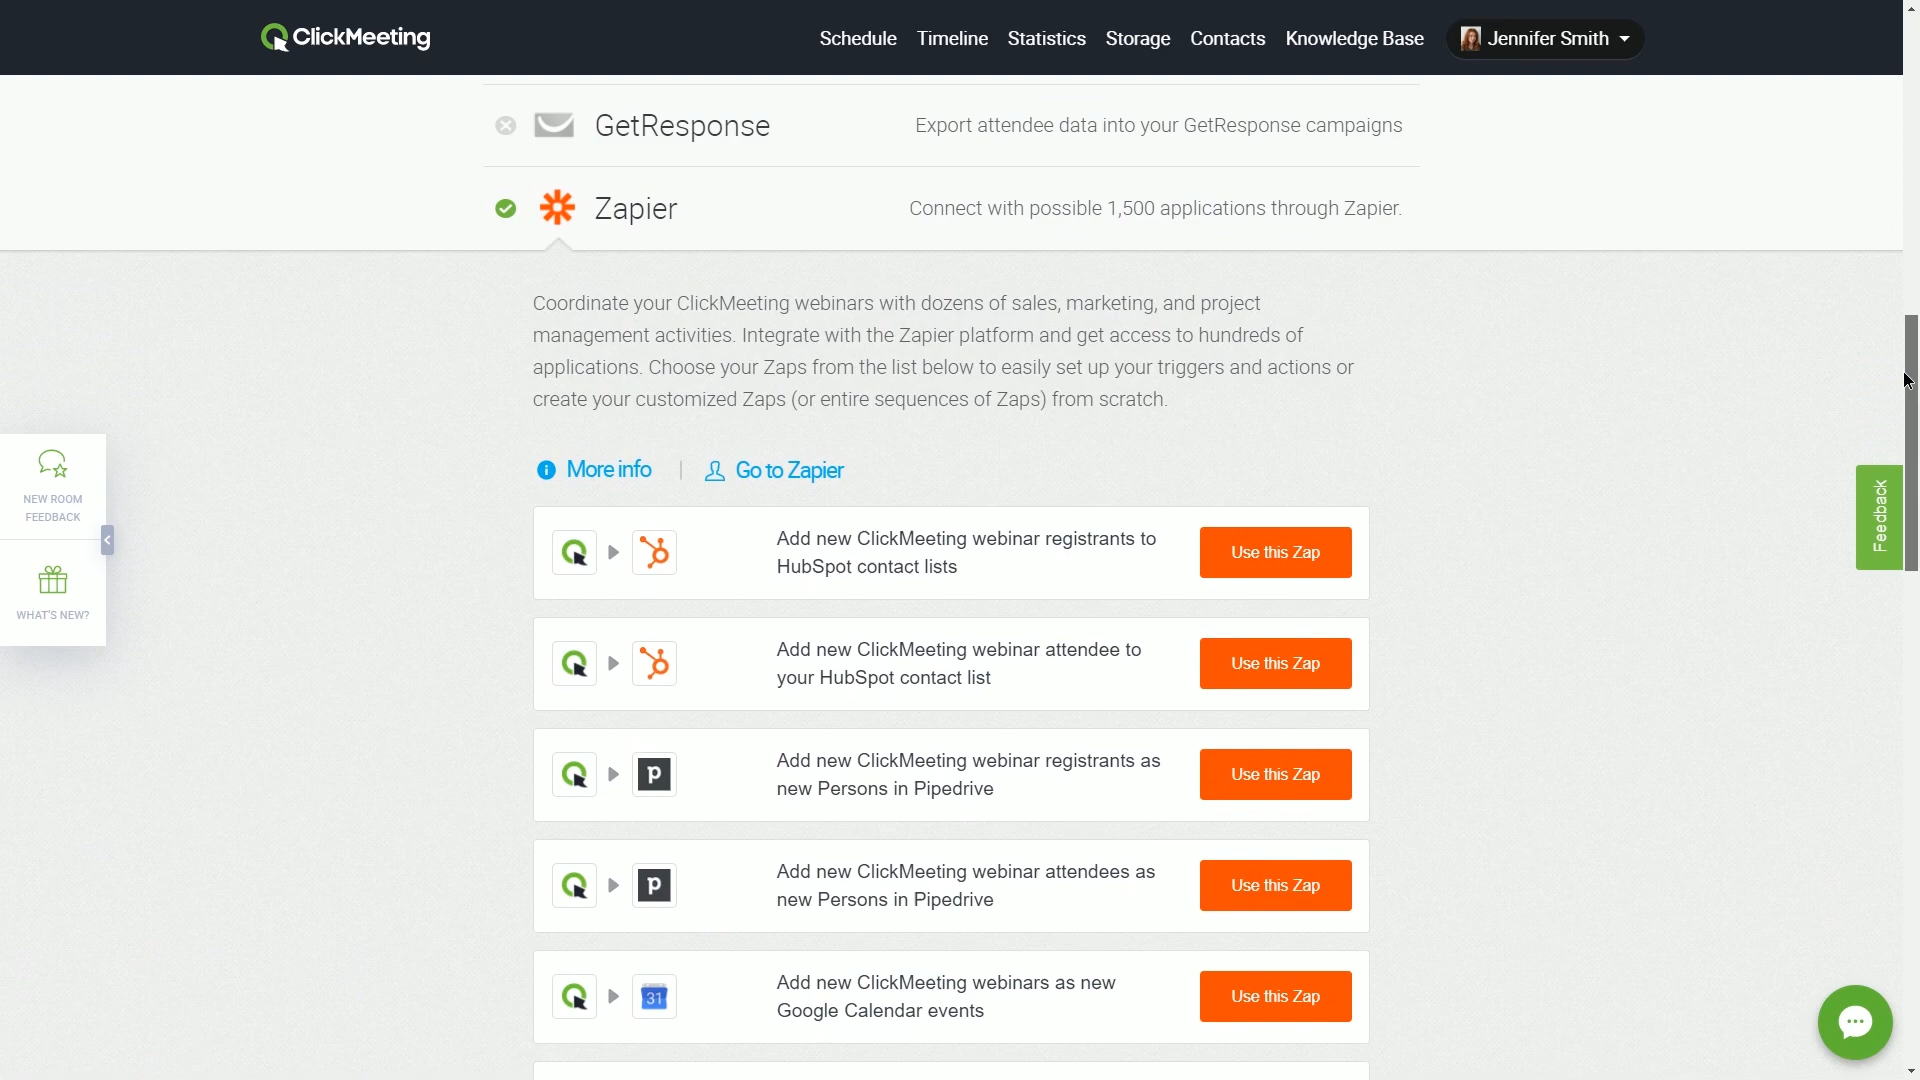 ClickMeeting
Schedule Timeline Statistics Storage Contacts Knowledge Base Jennifer Smith
GetResponse Export attendee data into your GetResponse campaigns
Zapier Connect with possible 1,500 applications through Zapier.
Coordinate your ClickMeeting webinars with dozens of sales, marketing, and project
management activities. Integrate with the Zapier platform and get access to hundreds of
applications. Choose your Zaps from the list below to easily set up your triggers and actions or
create your customized Zaps (or entire sequences of Zaps) from scratch.
More info | Go to Zapier
NEW ROOM
FEEDBACK
WHAT'S NEW?
Feedback
Add new ClickMeeting webinar registrants to
HubSpot contact lists
Use this Zap
Add new ClickMeeting webinar attendee to
your HubSpot contact list
Use this Zap
p
Add new ClickMeeting webinar registrants as
new Persons in Pipedrive
Use this Zap
p
Add new ClickMeeting webinar attendees as
new Persons in Pipedrive
Use this Zap
31
Add new ClickMeeting webinars as new
Google Calendar events
Use this Zap